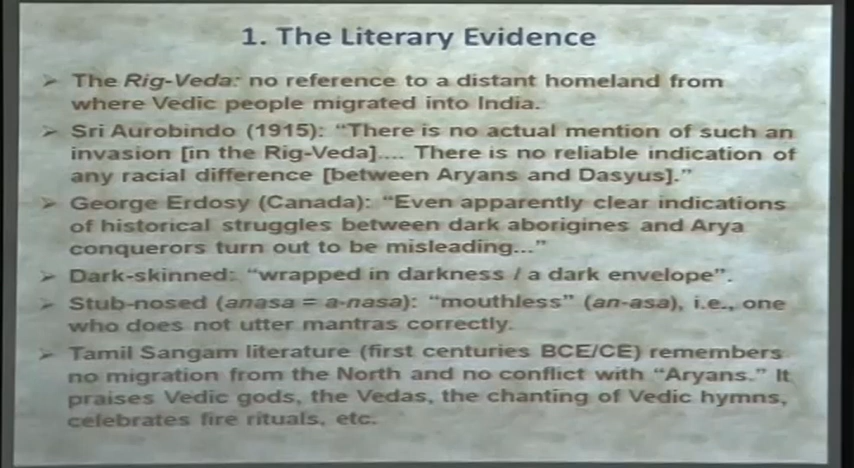 1. The Literary Evidence
➢ The Rig-Veda: no reference to a distant homeland from
where Vedic people migrated into India.
➢ Sri Aurobindo (1915): “There is no actual mention of such an
invasion [in the Rig-Veda].... There is no reliable indication of
any racial difference [between Aryans and Dasyus].”
➢ George Erdosy (Canada): “Even apparently clear indications
of historical struggles between dark aborigines and Arya
conquerors turn out to be misleading...”
➢ Dark-skinned: “wrapped in darkness / a dark envelope”.
➢ Stub-nosed (anasa = a-nasa): “mouthless” (an-asa), i.e., one
who does not utter mantras correctly.
➢ Tamil Sangam literature (first centuries BCE/CE) remembers
no migration from the North and no conflict with “Aryans.” It
praises Vedic gods, the Vedas, the chanting of Vedic hymns,
celebrates fire rituals, etc.